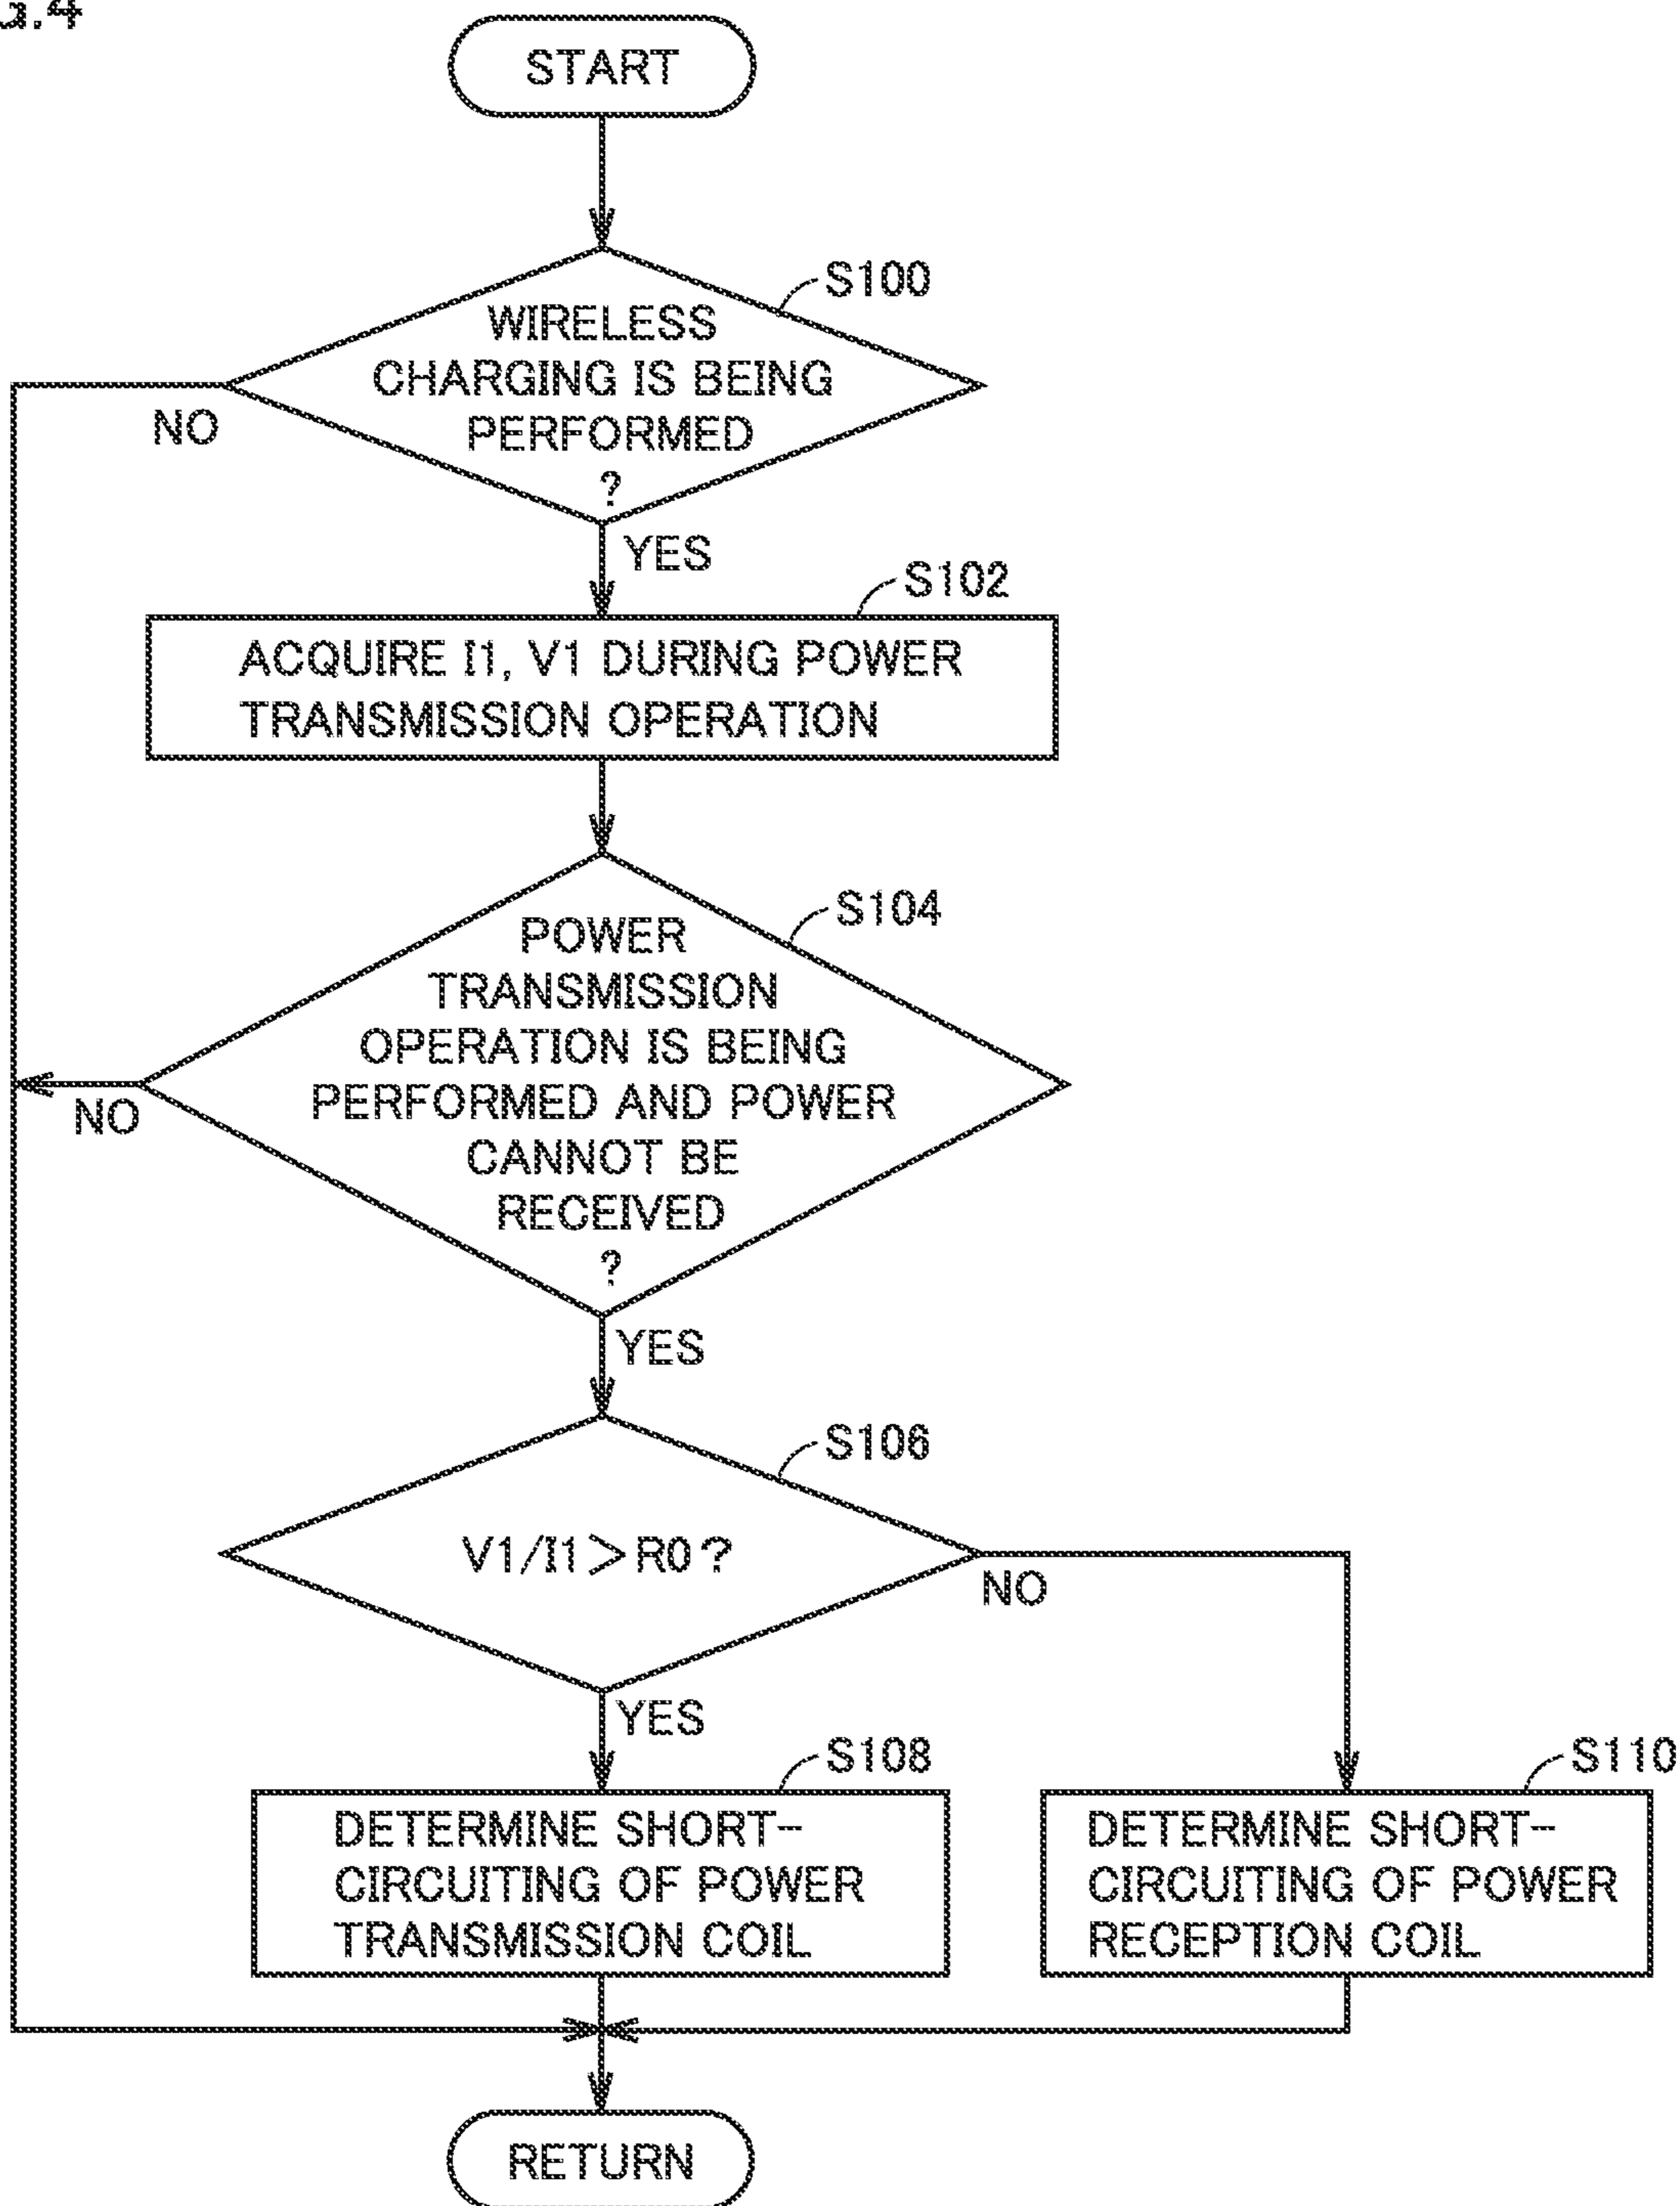 START
S100
WIRELESS
CHARGING IS BEING
PERFORMED
?
NO
YES
S102
ACQUIRE I1, V1 DURING POWER
TRANSMISSION OPERATION
S104
POWER
TRANSMISSION
OPERATION IS BEING
PERFORMED AND POWER
CANNOT BE
RECEIVED
?
NO
YES
S106
V1/I1>R0?
NO
YES
S108
DETERMINE SHORT-
CIRCUITING OF POWER
TRANSMISSION COIL
S110
DETERMINE SHORT-
CIRCUITING OF POWER
RECEPTION COIL
RETURN